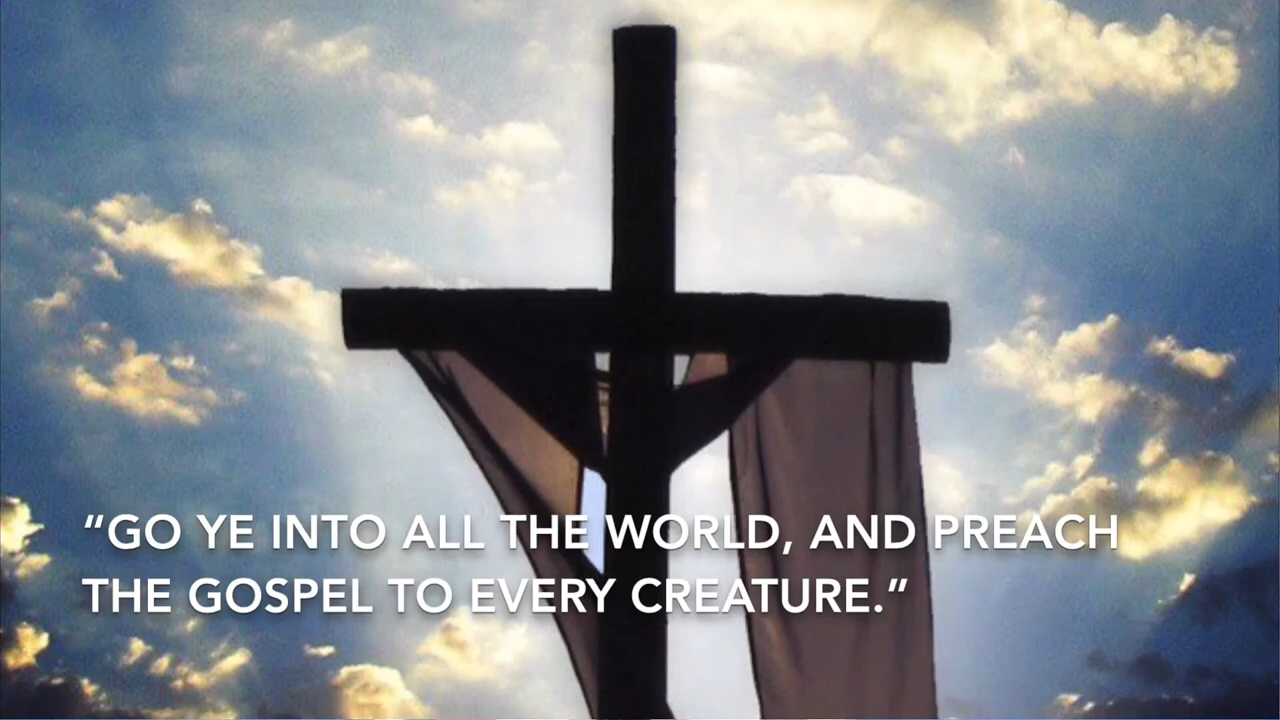 “GO YE INTO ALL THE WORLD, AND PREACH
THE GOSPEL TO EVERY CREATURE.”